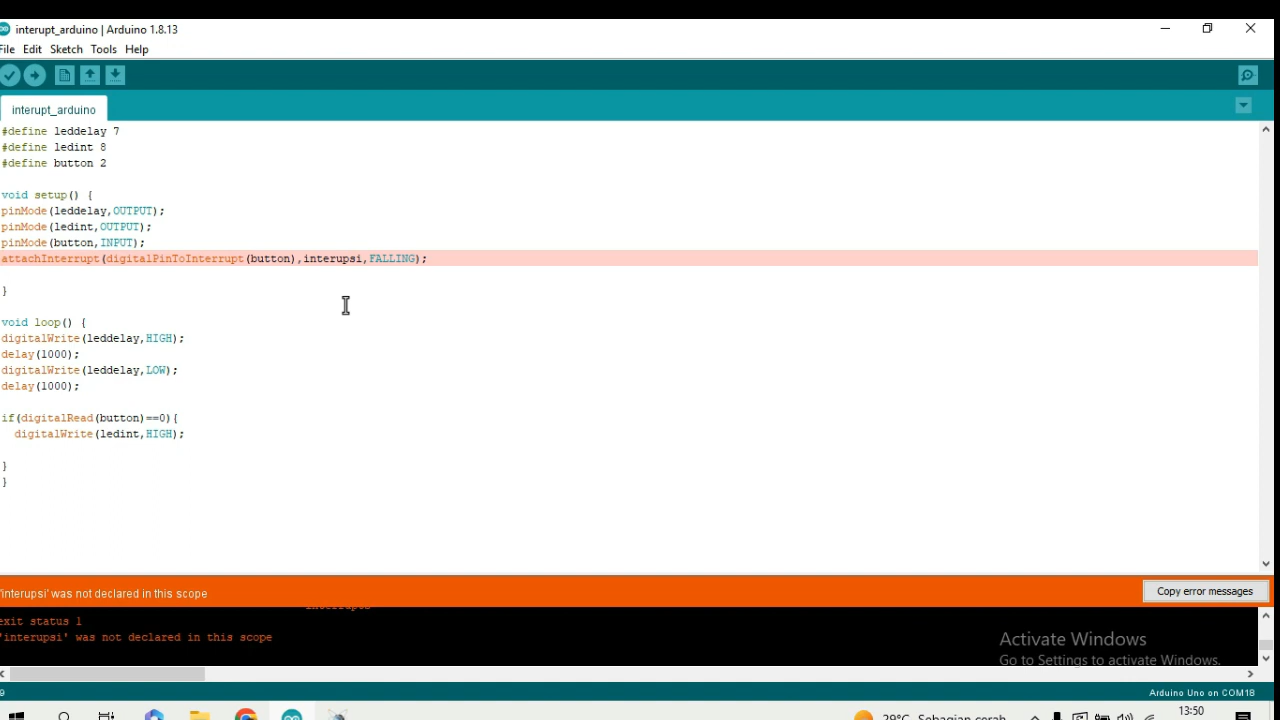 interupt_arduino | Arduino 1.8.13
File Edit Sketch Tools Help
interupt_arduino
#define leddelay 7
#define ledint 8
#define button 2
void setup() {
pinMode(leddelay,OUTPUT);
pinMode(ledint,OUTPUT);
pinMode(button,INPUT);
attachInterrupt(digitalPinToInterrupt(button),interupsi,FALLING);
}
void loop() {
digitalWrite(leddelay,HIGH);
delay(1000);
digitalWrite(leddelay,LOW);
delay(1000);
if(digitalRead(button)==0){
digitalWrite(ledint,HIGH);
}
}
'interupsi' was not declared in this scope
Copy error messages
exit status 1
'interupsi' was not declared in this scope
Activate Windows
Go to Settings to activate Windows.
9
Arduino Uno on COM18
29°C Sebagian cerah
13:50